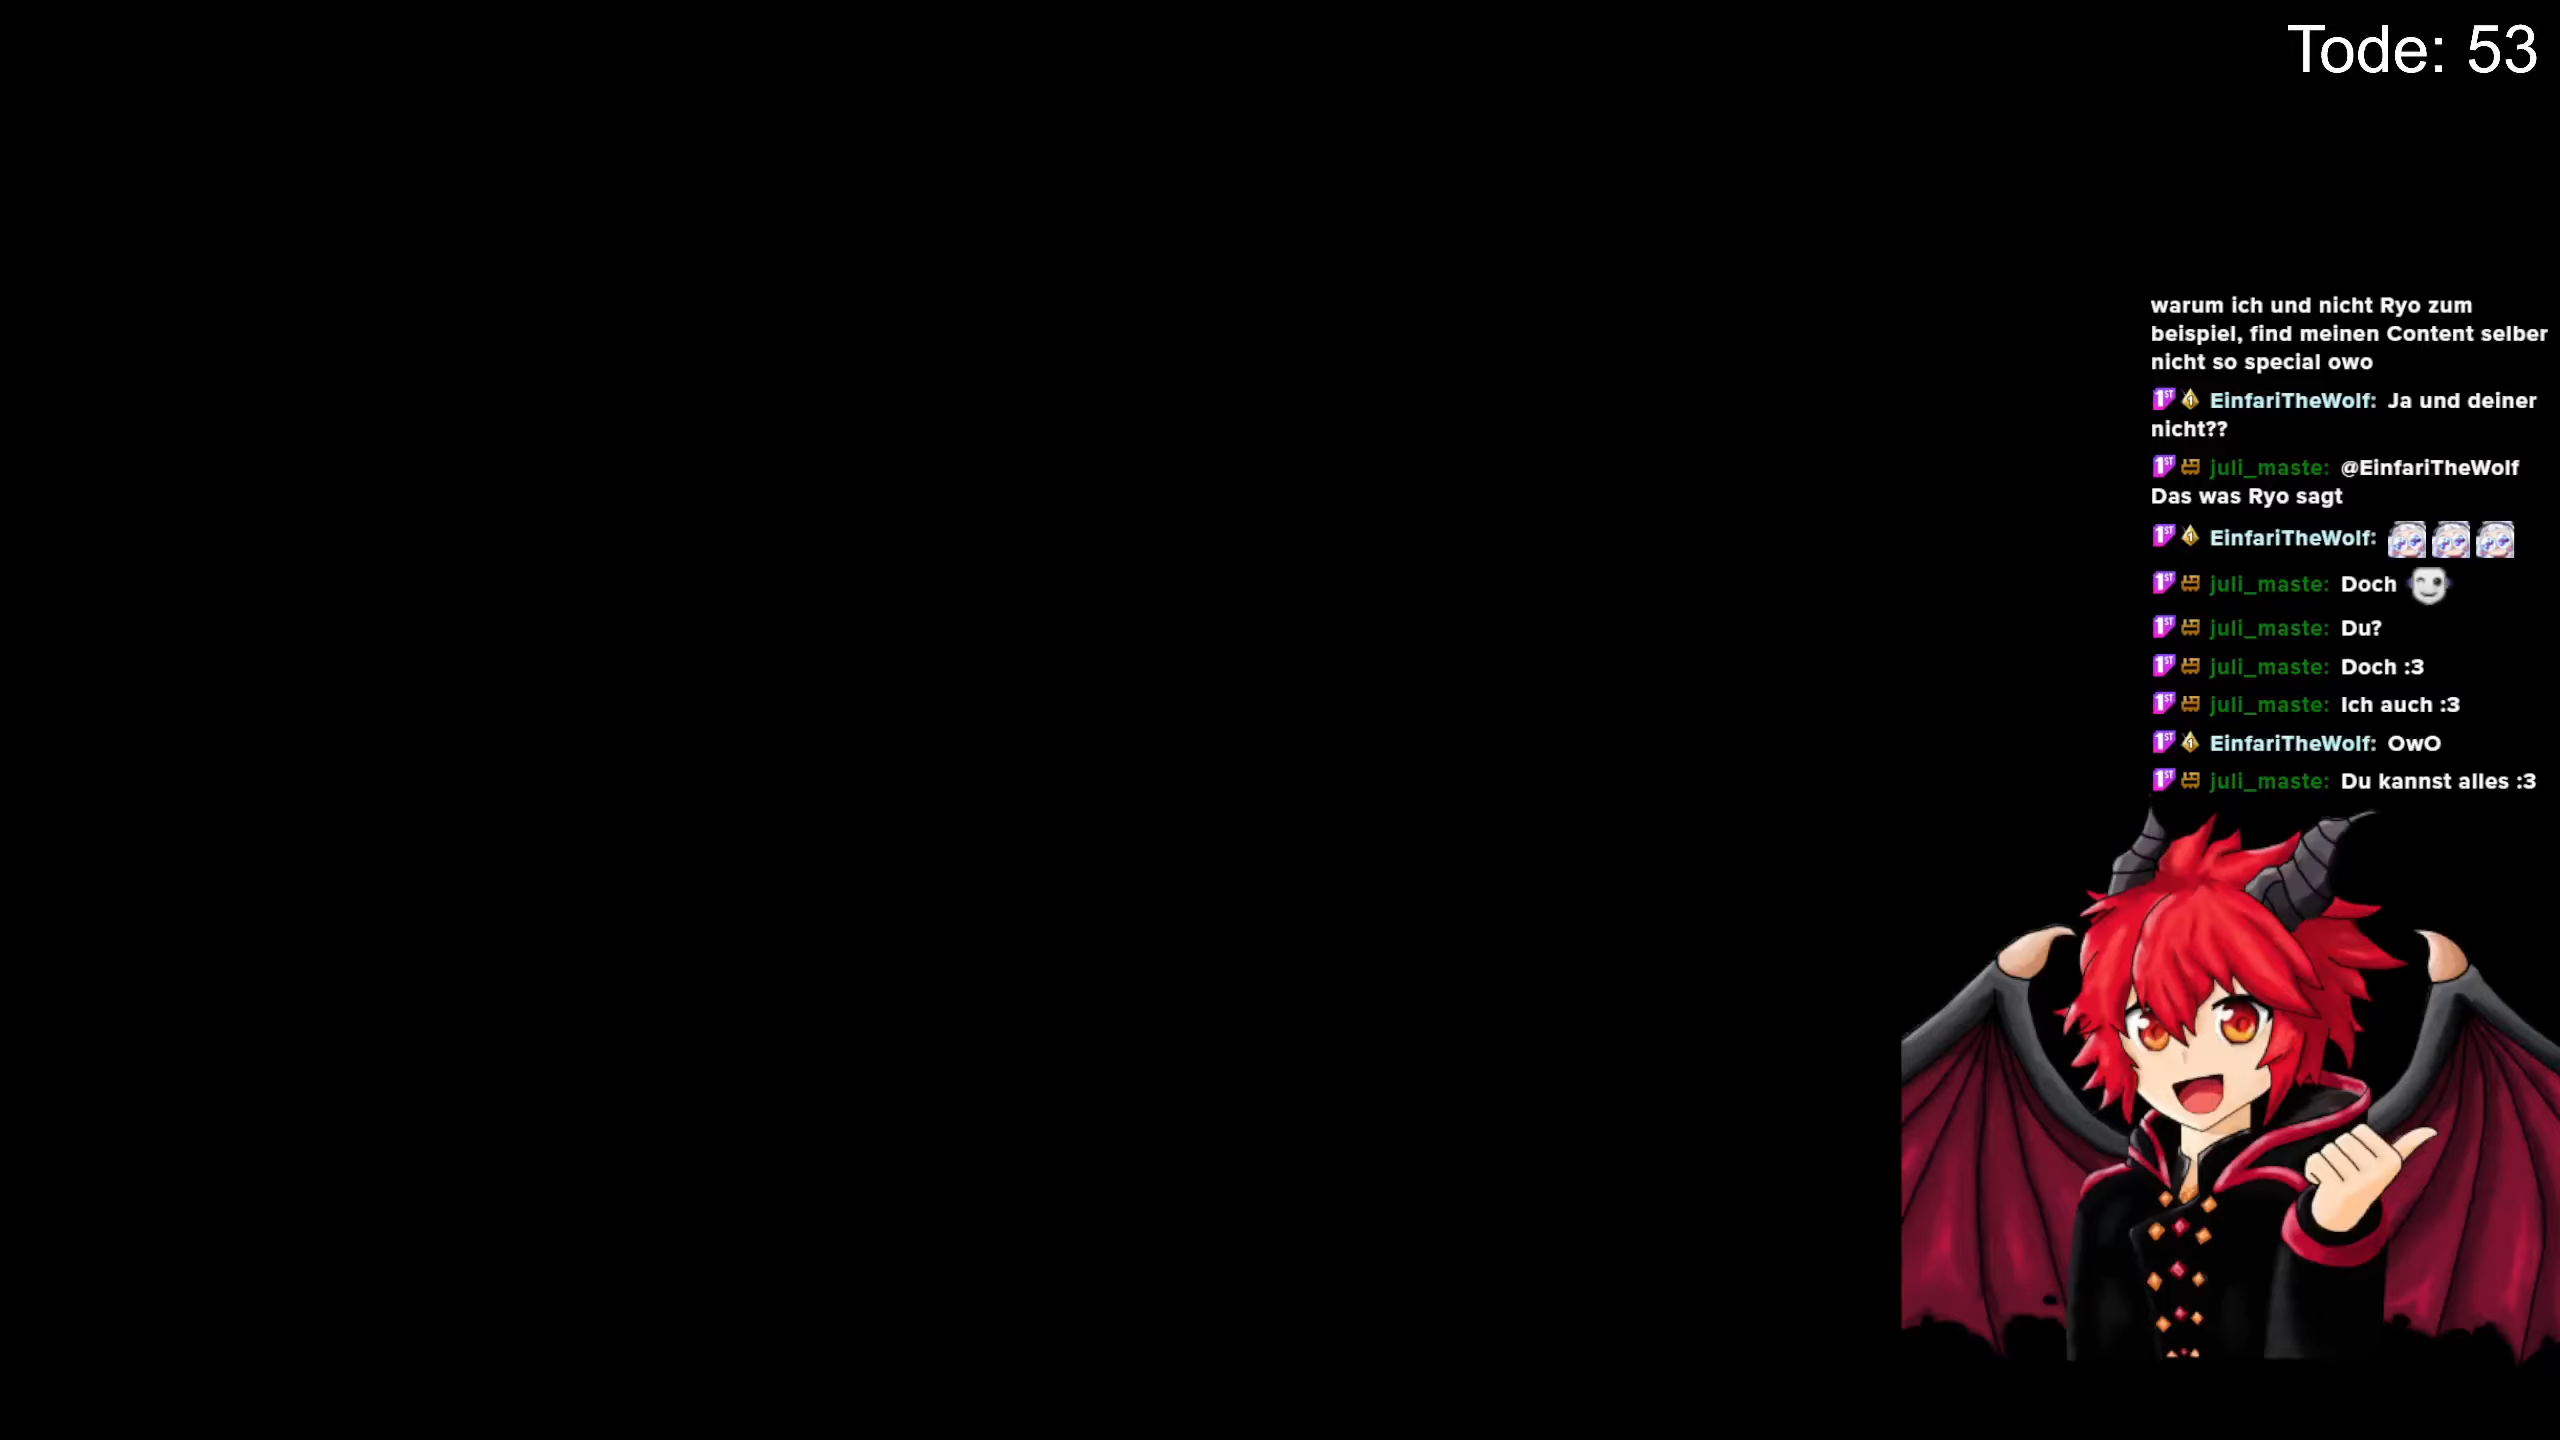 Tode: 53
warum ich und nicht Ryo zum
beispiel, find meinen Content selber
nicht so special owo
EinfariTheWolf: Ja und deiner
nicht??
juli_maste: @EinfariTheWolf
Das was Ryo sagt
EinfariTheWolf:
juli_maste: Doch
juli_maste: Du?
juli_maste: Doch :3
juli_maste: Ich auch :3
EinfariTheWolf: OwO
juli_maste: Du kannst alles :3